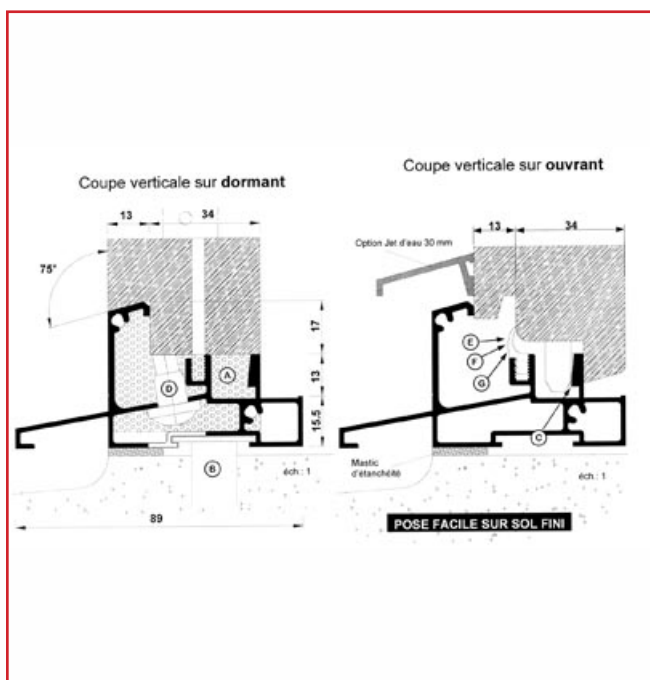 Coupe verticale sur dormant
13
34
75°
17
13
15.5
A
D
B
éch.: 1
89
Coupe verticale sur ouvrant
13
34
Option Jet d'eau 30 mm
E
F
G
C
Mastic
d'étanchéité
éch.: 1
POSE FACILE SUR SOL FINI